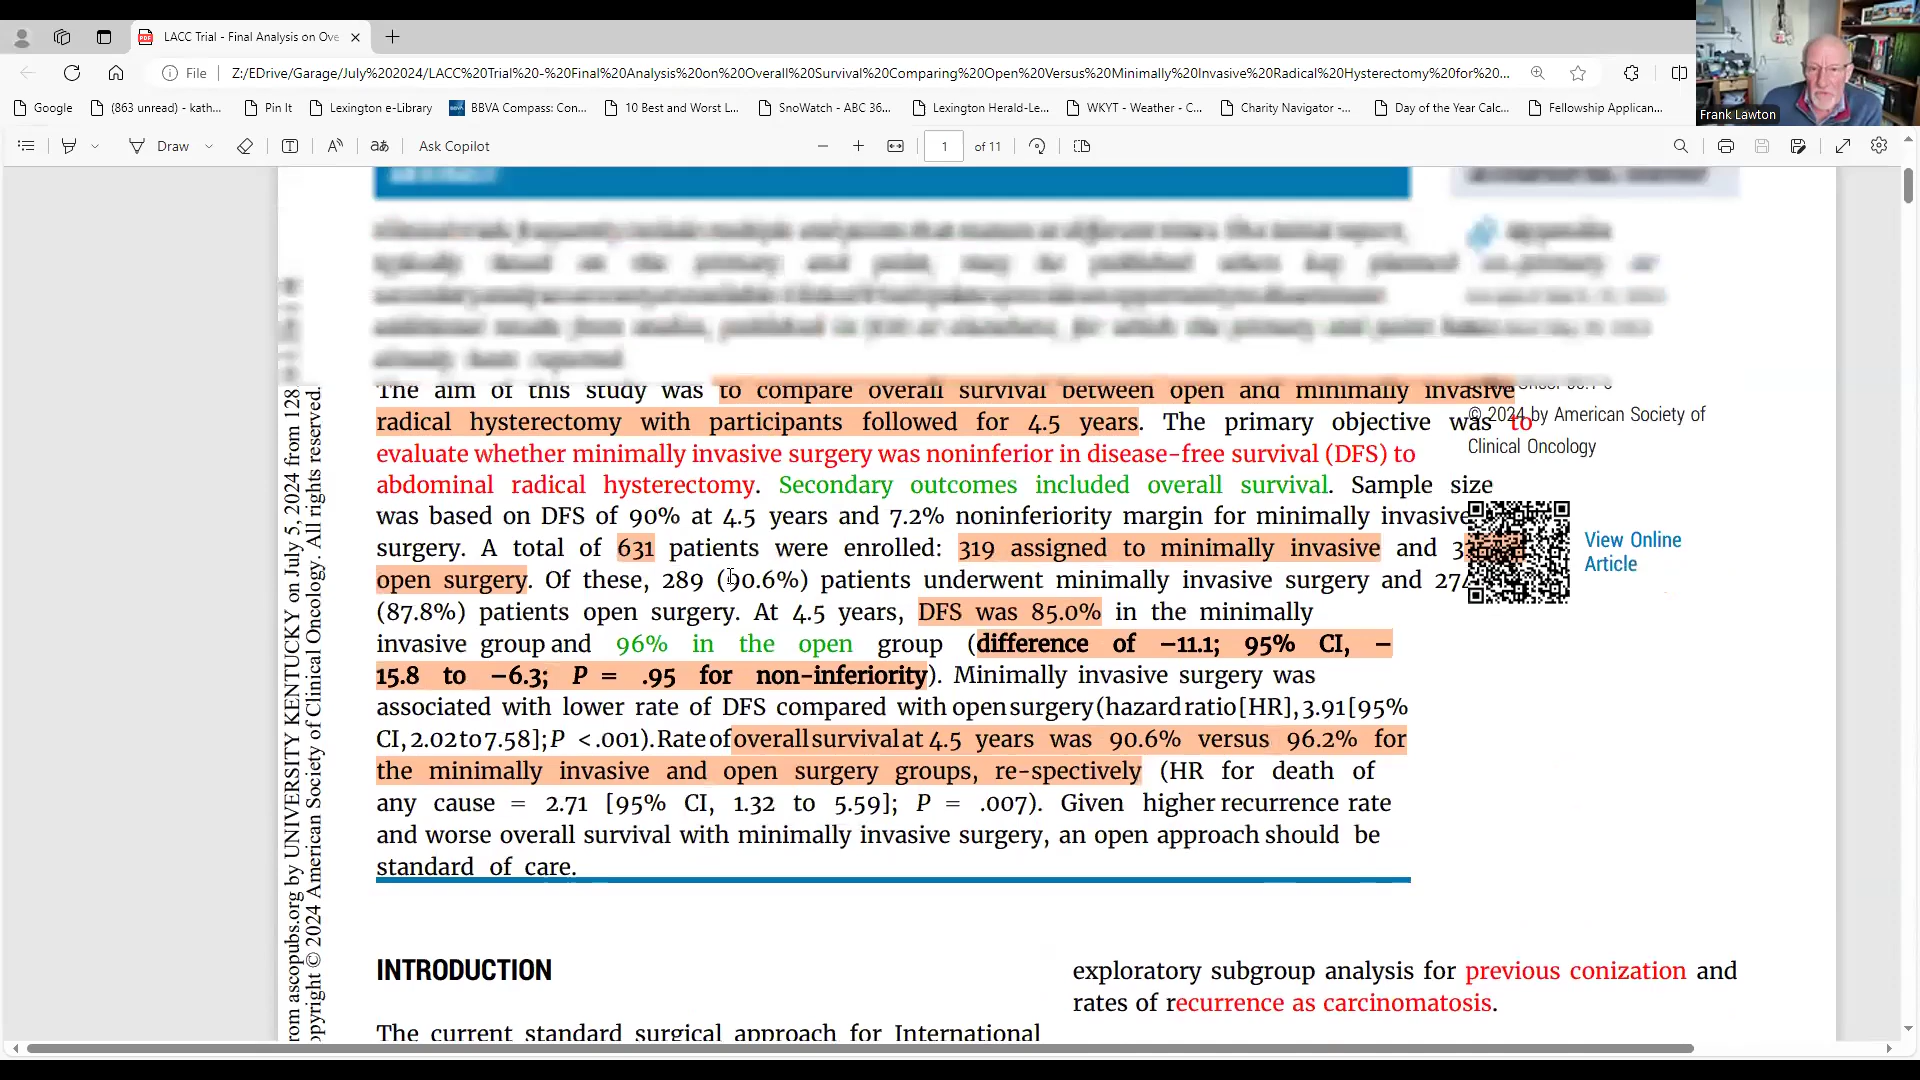 LACC Trial - Final Analysis on Ove
File
Z:/EDrive/Garage/July%202024/LACC%20Trial%20-%20Final%20Analysis%20on%20Overall%20Survival%20Comparing%20Open%20Versus%20Minimally%20Invasive%20Radical%20Hysterectomy%20for%20...
Google
(863 unread) - kath...
Pin It
Lexington e-Library
BBVA Compass: Con...
10 Best and Worst L...
SnoWatch - ABC 36...
Lexington Herald-Le...
WKYT - Weather - C...
Charity Navigator -...
Day of the Year Calc...
Fellowship Applican...
Frank Lawton
Draw
Ask Copilot
1 of 11
The aim of this study was to compare overall survival between open and minimally invasive
radical hysterectomy with participants followed for 4.5 years. The primary objective was to
evaluate whether minimally invasive surgery was noninferior in disease-free survival (DFS) to
abdominal radical hysterectomy. Secondary outcomes included overall survival. Sample size
was based on DFS of 90% at 4.5 years and 7.2% noninferiority margin for minimally invasive
surgery. A total of 631 patients were enrolled: 319 assigned to minimally invasive and
open surgery. Of these, 289 (90.6%) patients underwent minimally invasive surgery and 274
(87.8%) patients open surgery. At 4.5 years, DFS was 85.0% in the minimally
invasive group and 96% in the open group (difference of –11.1; 95% CI, –
15.8 to –6.3; P = .95 for non-inferiority). Minimally invasive surgery was
associated with lower rate of DFS compared with open surgery (hazard ratio [HR], 3.91 [95%
CI, 2.02 to 7.58]; P < .001). Rate of overall survival at 4.5 years was 90.6% versus 96.2% for
the minimally invasive and open surgery groups, re-spectively (HR for death of
any cause = 2.71 [95% CI, 1.32 to 5.59]; P = .007). Given higher recurrence rate
and worse overall survival with minimally invasive surgery, an open approach should be
standard of care.
© 2024 by American Society of
Clinical Oncology
View Online
Article
rom ascopubs.org by UNIVERSITY KENTUCKY on July 5, 2024 from 128
opyright © 2024 American Society of Clinical Oncology. All rights reserved.
INTRODUCTION
The current standard surgical approach for International
exploratory subgroup analysis for previous conization and
rates of recurrence as carcinomatosis.